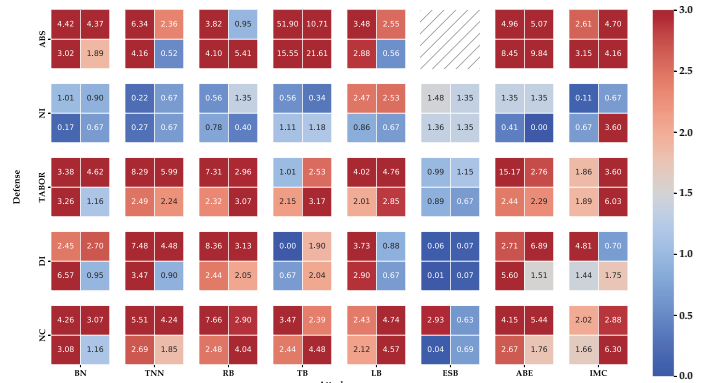 4.42 4.37 6.34 2.36 3.82 0.95 51.90 10.71 3.48 2.55 4.96 5.07 2.61 4.70 3.0
ABS
3.02 1.89 4.16 0.52 4.10 5.41 15.55 21.61 2.88 0.56 8.45 9.84 3.15 4.16
2.5
1.01 0.90 0.22 0.67 0.56 1.35 0.56 0.34 2.47 2.53 1.48 1.35 1.35 1.35 0.11 0.67
NI
0.17 0.67 0.27 0.67 0.78 0.40 1.11 1.18 0.86 0.67 1.36 1.35 0.41 0.00 0.67 3.60
2.0
3.38 4.62 8.29 5.99 7.31 2.96 1.01 2.53 4.02 4.76 0.99 1.15 15.17 2.76 1.86 3.60
Defense TABOR 1.5
3.26 1.16 2.49 2.24 2.32 3.07 2.15 3.17 2.01 2.85 0.89 0.67 2.44 2.29 1.89 6.03
2.45 2.70 7.48 4.48 8.36 3.13 0.00 1.90 3.73 0.88 0.06 0.07 2.71 6.89 4.81 0.70
DI 1.0
6.57 0.95 3.47 0.90 2.44 2.05 0.67 2.04 2.90 0.67 0.01 0.07 5.60 1.51 1.44 1.75
0.5
4.26 3.07 5.51 4.24 7.66 2.90 3.47 2.39 2.43 4.74 2.93 0.63 4.15 5.44 2.02 2.88
NC
3.08 1.16 2.69 1.85 2.48 4.04 2.44 4.48 2.12 4.57 0.04 0.69 2.67 1.76 1.66 6.30
BN TNN RB TB LB ESB ABE IMC 0.0